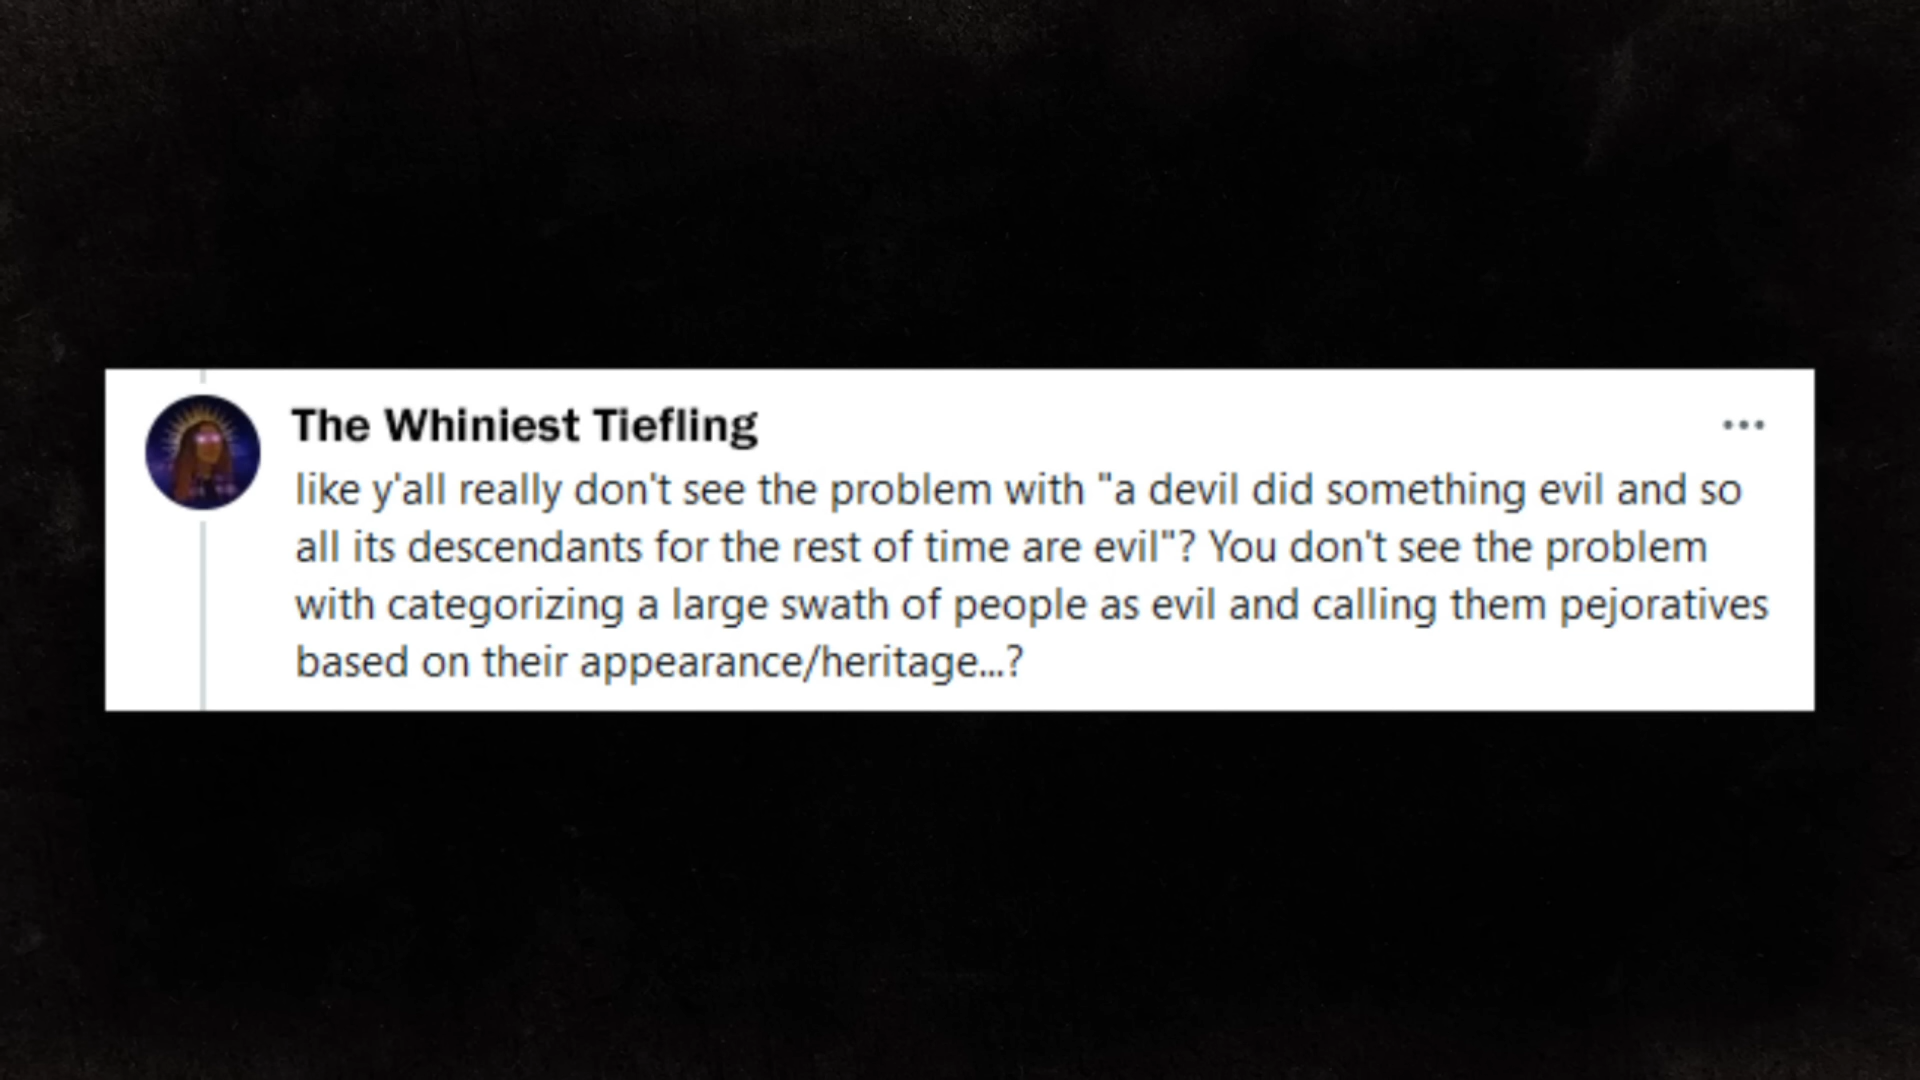 The Whiniest Tiefling
like y'all really don't see the problem with "a devil did something evil and so
all its descendants for the rest of time are evil"? You don't see the problem
with categorizing a large swath of people as evil and calling them pejoratives
based on their appearance/heritage...?